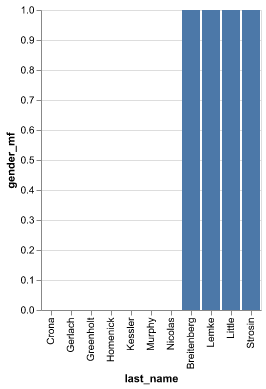 1.0
0.9
0.8
0.7
0.6
0.5
0.4
0.3
0.2
0.1
0.0
gender_mf
Crona
Gerlach
Greenholt
Homenick
Kessler
Murphy
Nicolas
Breitenberg
Lemke
Little
Strosin
last_name